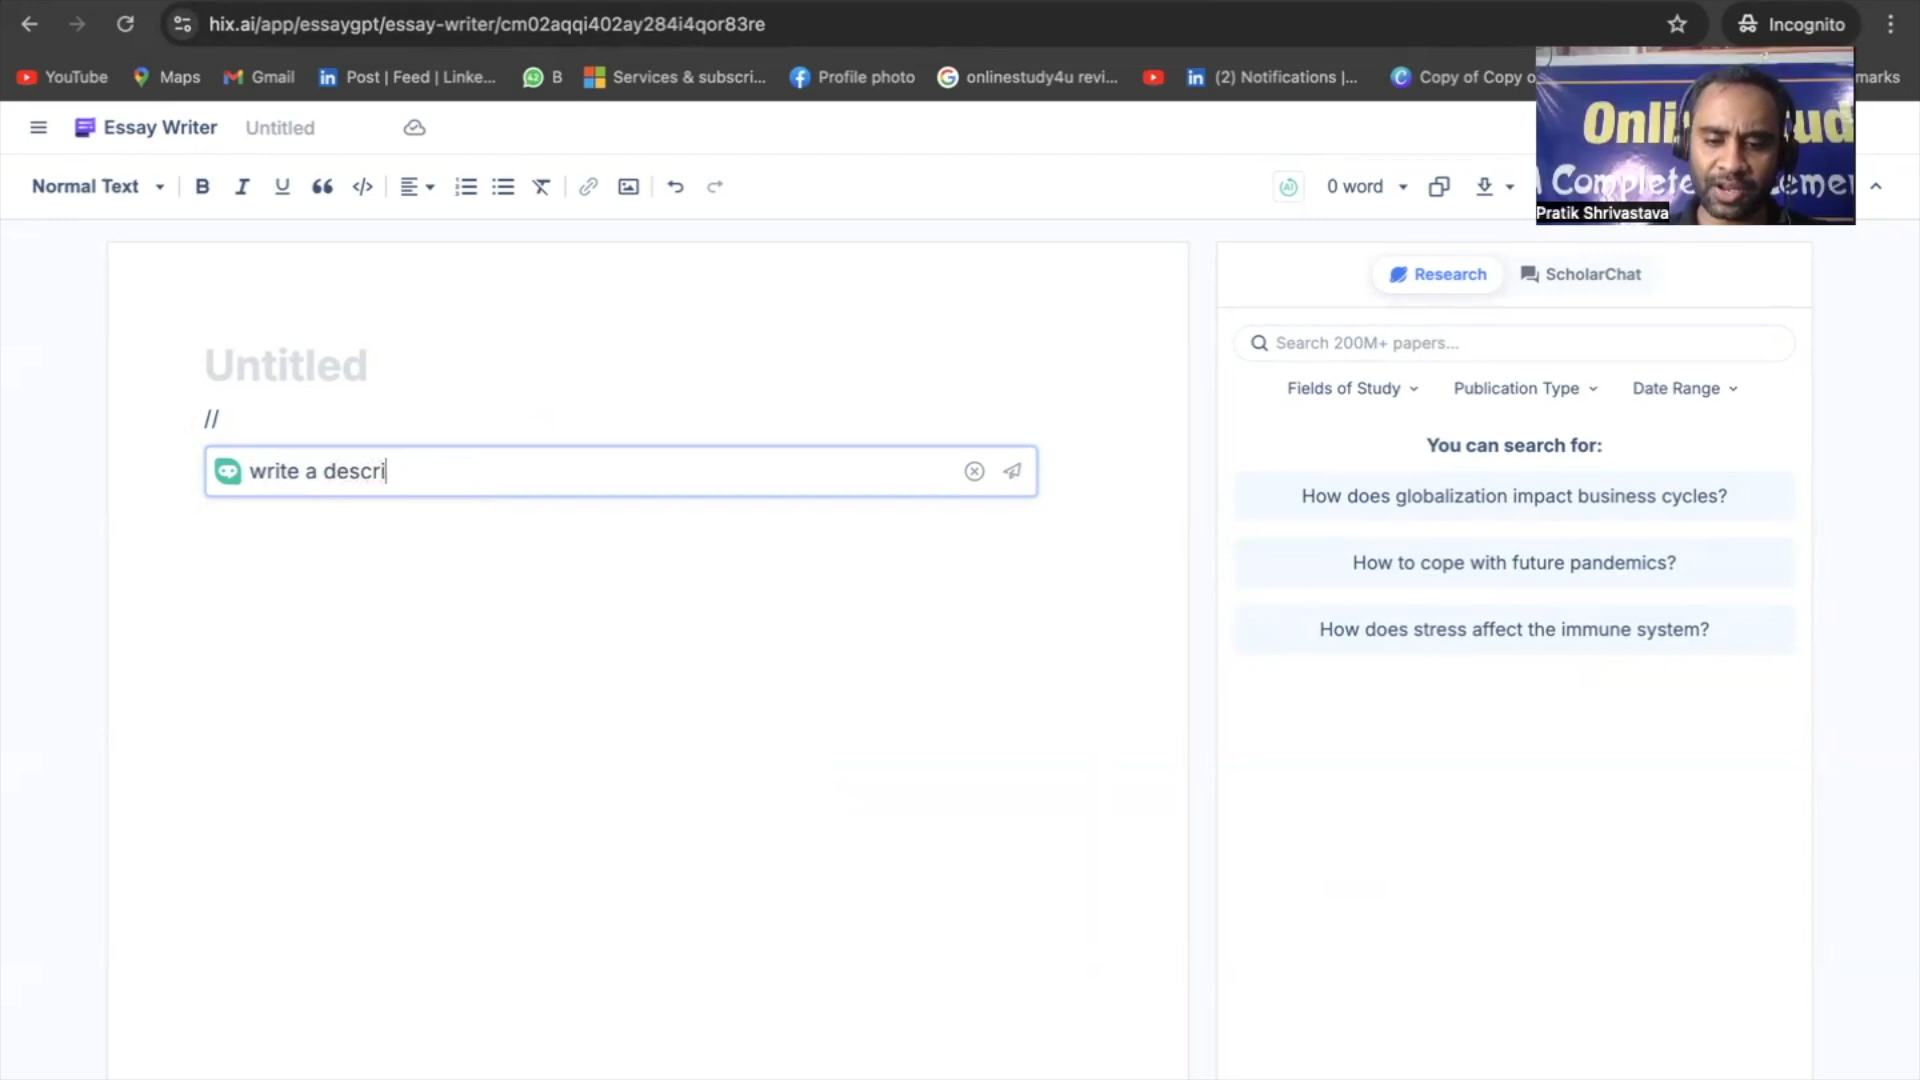 hix.ai/app/essaygpt/essay-writer/cm02aqqi402ay284i4qor83re
Incognito
YouTube
Maps
Gmail
Post | Feed | Linke...
B
Services & subscri...
Profile photo
onlinestudy4u revi...
(2) Notifications |...
Copy of Copy o
marks
Essay Writer
Untitled
Onli
ud
Complete
Pratik Shrivastava
Normal Text
B
I
U
0 word
Research
ScholarChat
Search 200M+ papers...
Fields of Study
Publication Type
Date Range
You can search for:
How does globalization impact business cycles?
How to cope with future pandemics?
How does stress affect the immune system?
Untitled
//
write a descri